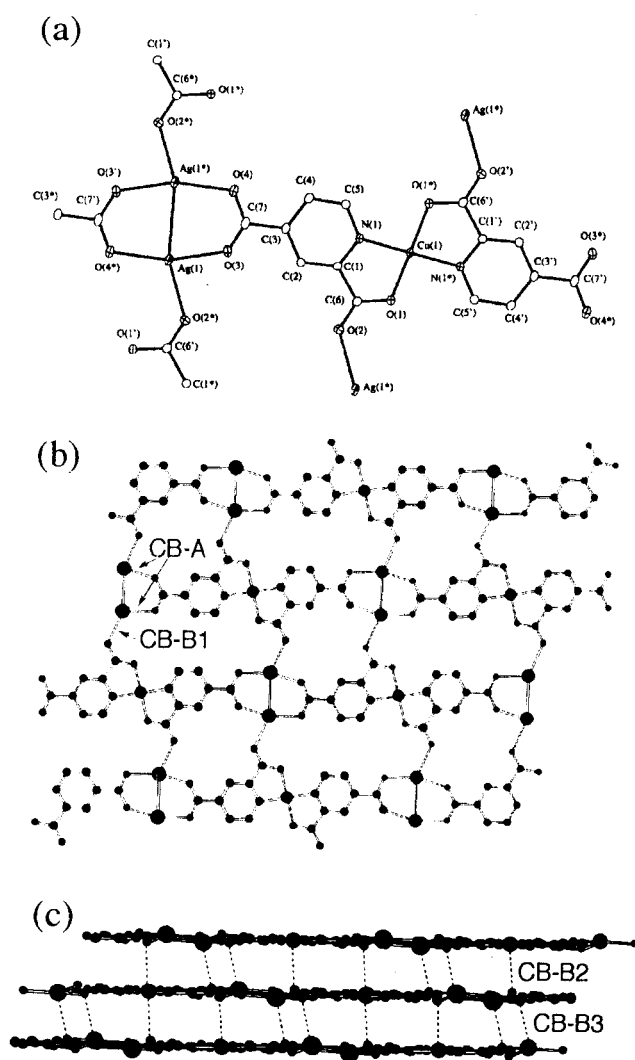 (a)
C(1')
C(6*)
O(1*)
O(2*)
Ag(1*)
O(3')
O(4)
C(4)
C(5)
Ag(1*)
O(2')
O(1*)
C(6')
C(3*)
C(7')
C(7)
C(3)
N(1)
C(1')
C(2')
Cu(1)
O(3*)
C(3')
O(4*)
Ag(1)
O(3)
C(2)
C(1)
N(1*)
C(7')
C(6)
O(1)
C(5')
C(4')
O(4*)
O(2*)
O(2)
O(1')
C(6')
C(1*)
Ag(1*)
(b)
CB-A
CB-B1
(c)
CB-B2
CB-B3